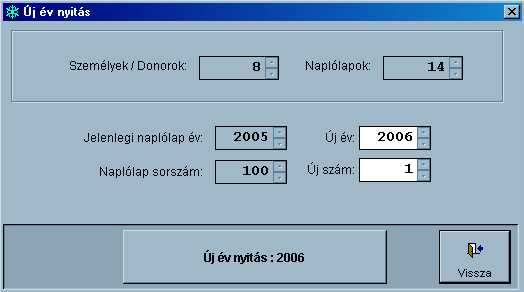 Új év nyitás
Személyek / Donorok: 8 Naplólapok: 14
Jelenlegi naplólap év: 2005 Új év: 2006
Naplólap sorszám: 100 Új szám: 1
Új év nyitás : 2006
Vissza